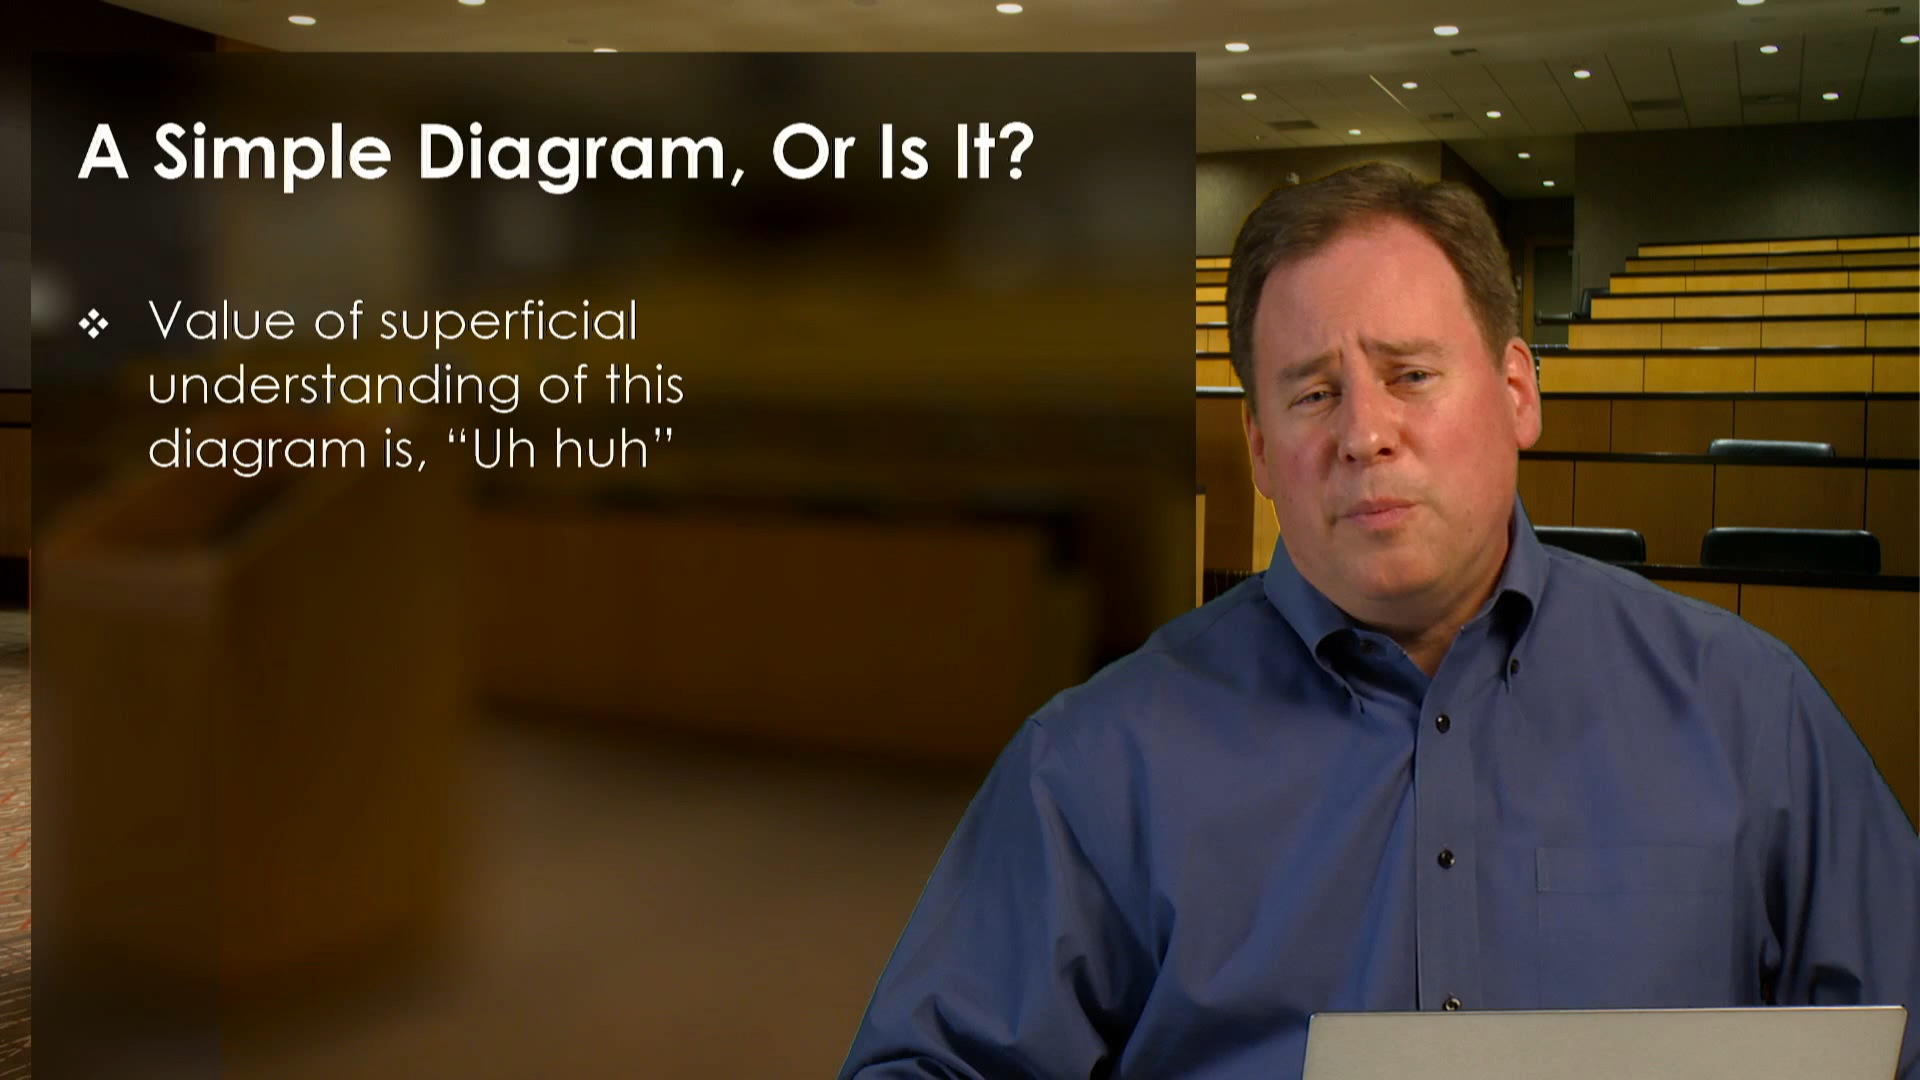 A Simple Diagram, Or Is It?
❖ Value of superficial
understanding of this
diagram is, “Uh huh”